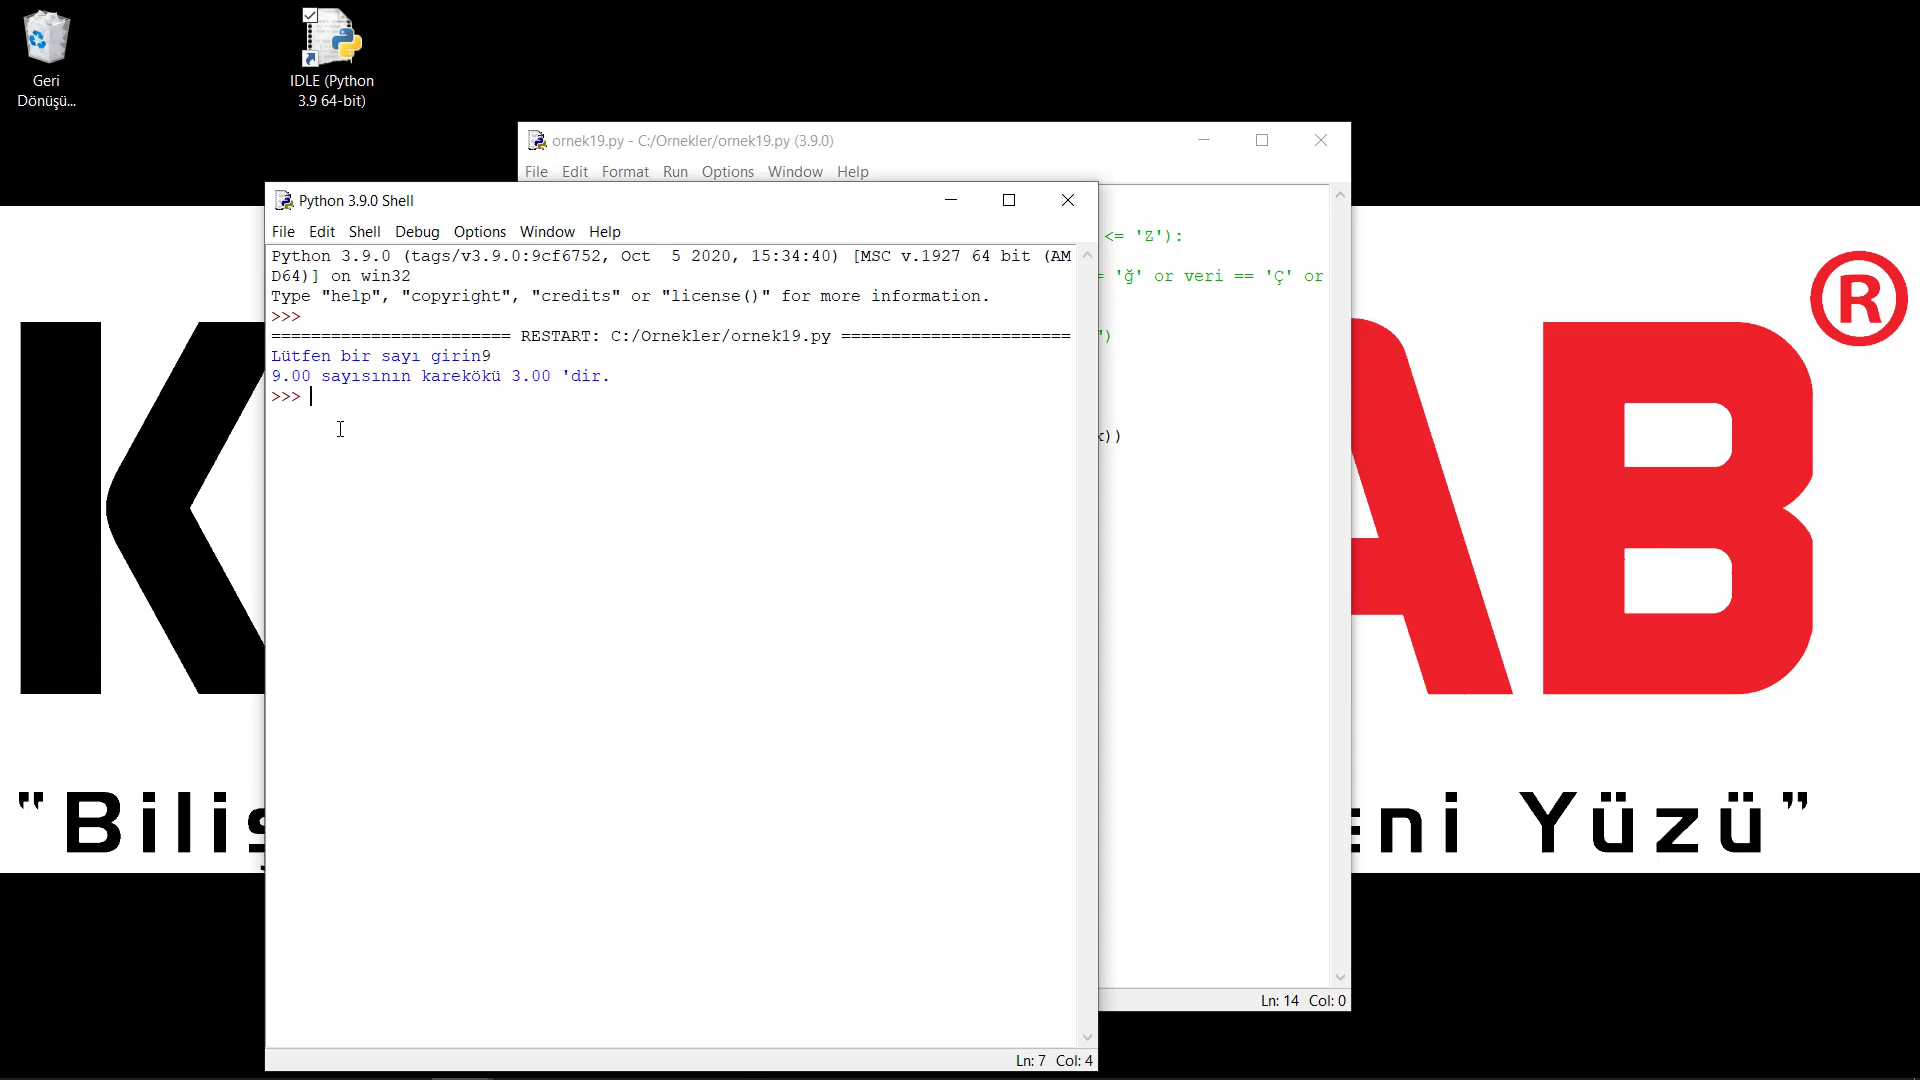 Geri
Dönüşü...
IDLE (Python
3.9 64-bit)
ornek19.py - C:/Ornekler/ornek19.py (3.9.0)
File Edit Format Run Options Window Help
<= 'Z'):
'ğ' or veri == 'Ç' or
')
))
Ln: 14 Col: 0
Python 3.9.0 Shell
File Edit Shell Debug Options Window Help
Python 3.9.0 (tags/v3.9.0:9cf6752, Oct  5 2020, 15:34:40) [MSC v.1927 64 bit (AM
D64)] on win32
Type "help", "copyright", "credits" or "license()" for more information.
>>>
======================== RESTART: C:/Ornekler/ornek19.py =======================
Lütfen bir sayı girin9
9.00 sayısının karekökü 3.00 'dir.
>>>
Ln: 7 Col: 4
K AB ®
"Biliş eni Yüzü"